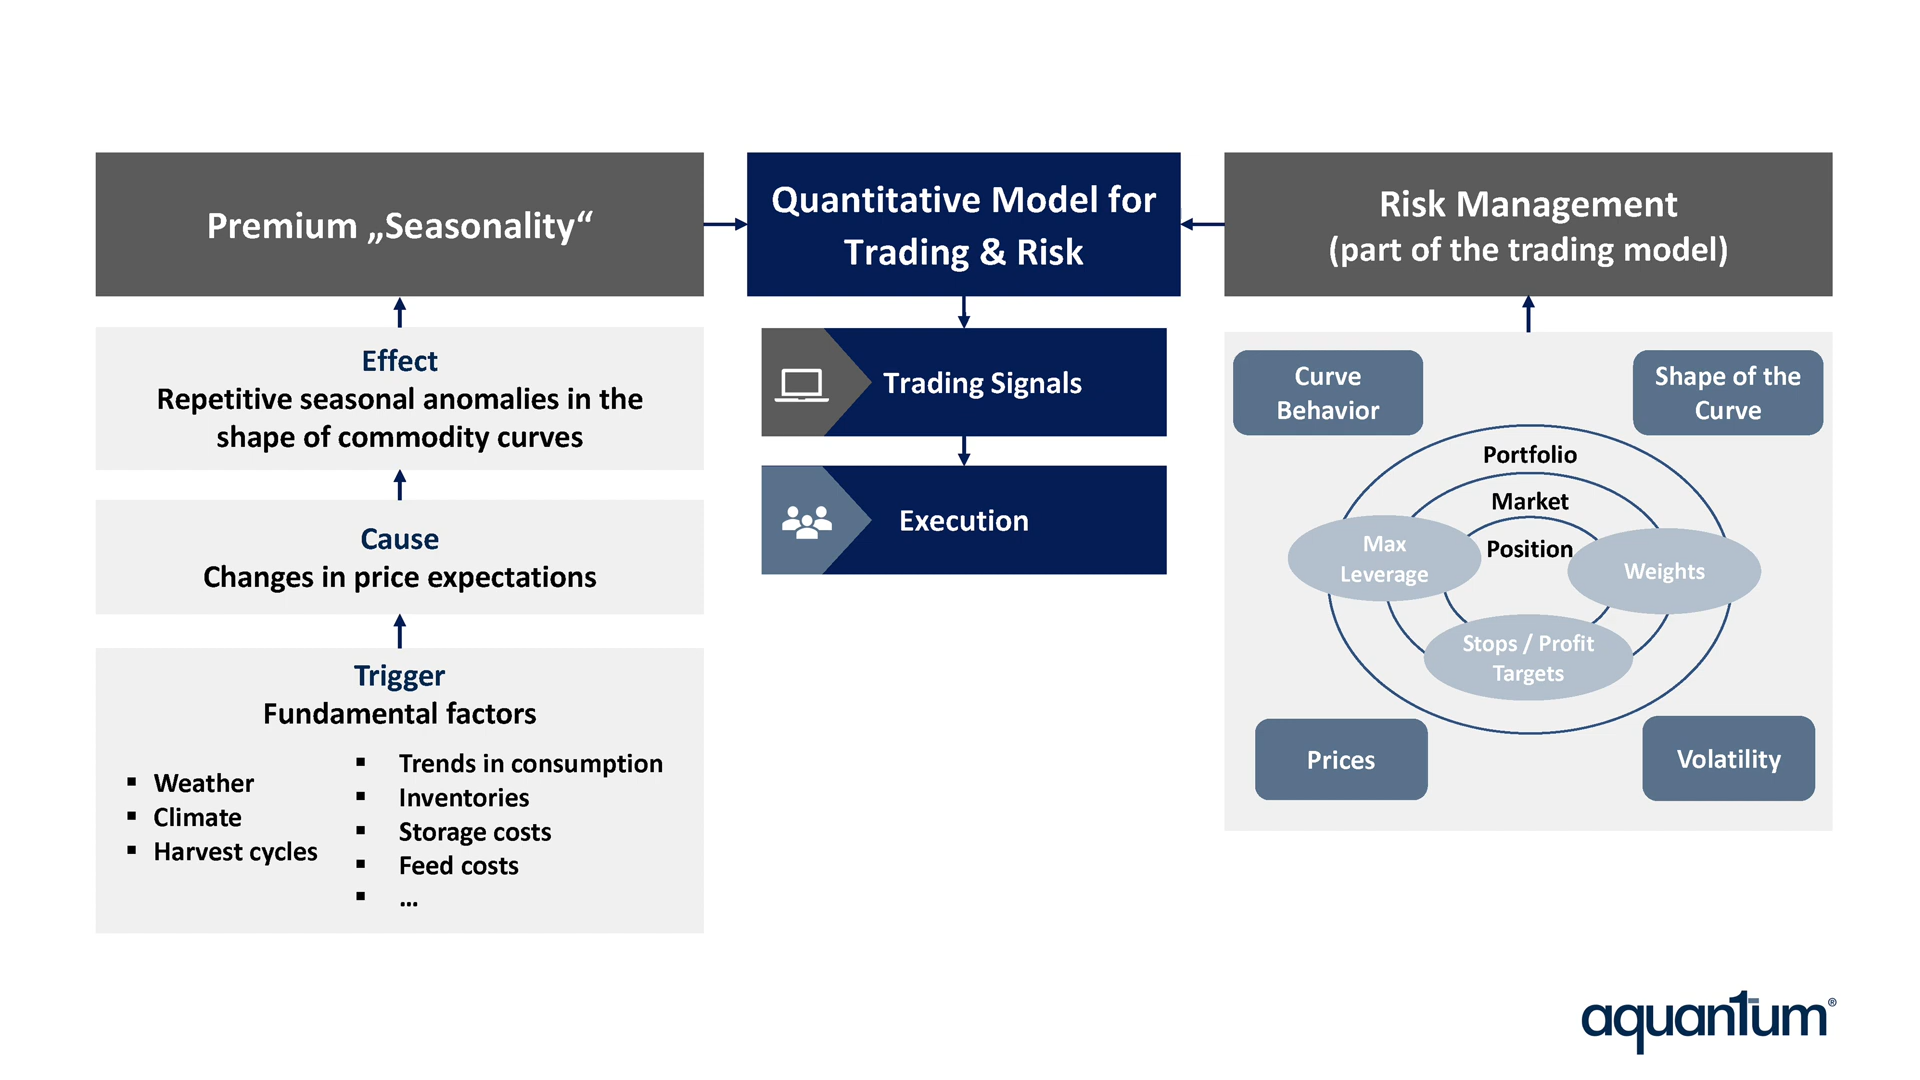 Premium „Seasonality“
Effect
Repetitive seasonal anomalies in the
shape of commodity curves
Cause
Changes in price expectations
Trigger
Fundamental factors
▪ Weather
▪ Climate
▪ Harvest cycles
▪ Trends in consumption
▪ Inventories
▪ Storage costs
▪ Feed costs
▪ ...
Quantitative Model for
Trading & Risk
Trading Signals
Execution
Risk Management
(part of the trading model)
Curve
Behavior
Shape of the
Curve
Portfolio
Market
Position
Max
Leverage
Weights
Stops / Profit
Targets
Prices
Volatility
aquantum®